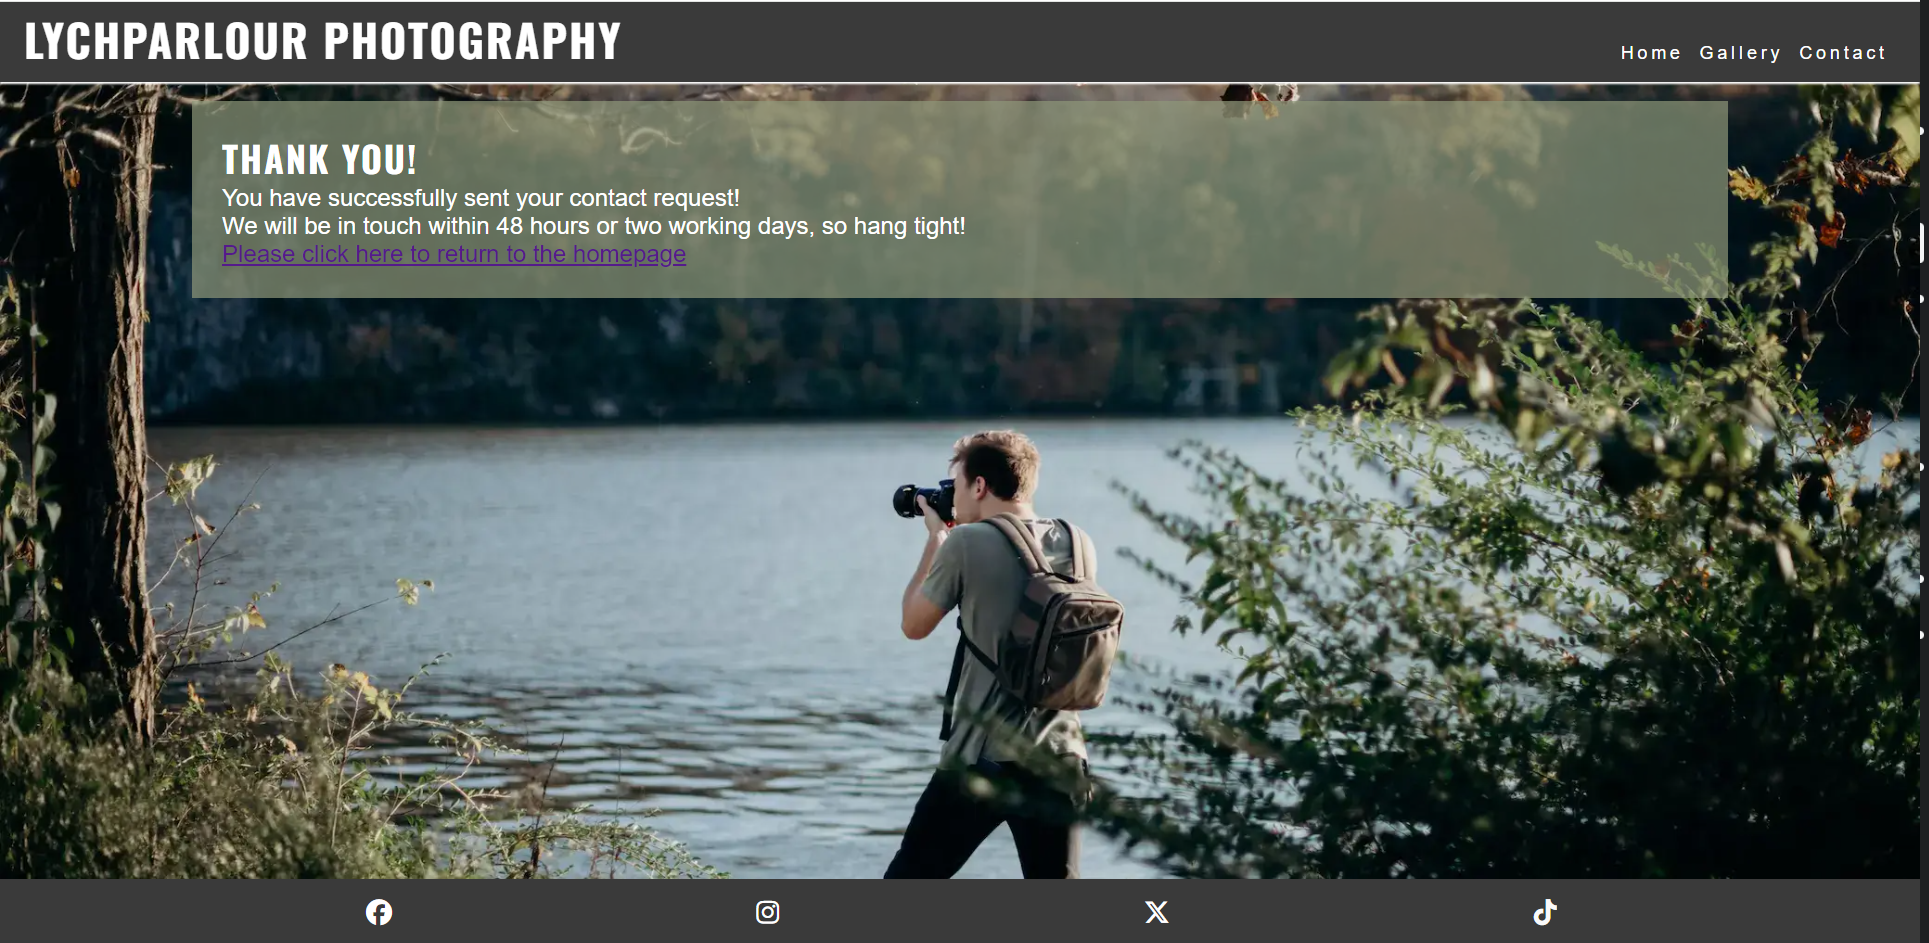 LYCHPARLOUR PHOTOGRAPHY
Home Gallery Contact
THANK YOU!
You have successfully sent your contact request!
We will be in touch within 48 hours or two working days, so hang tight!
Please click here to return to the homepage